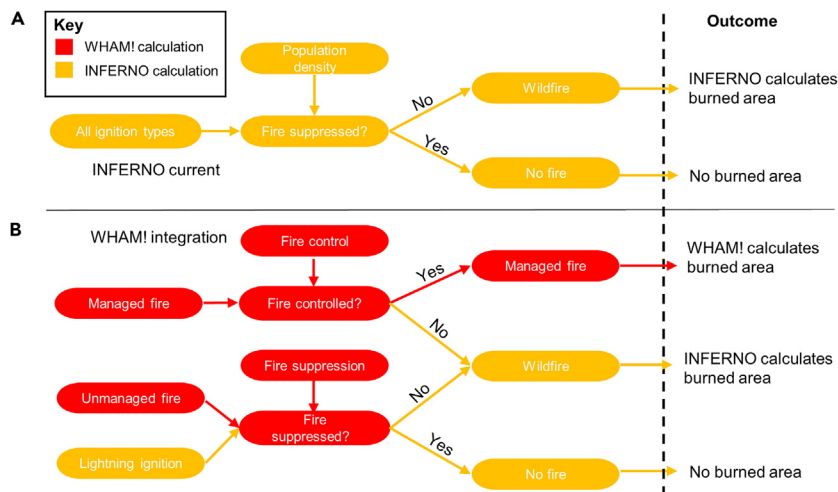 A
Key
WHAM! calculation
INFERNO calculation
Outcome
Population
density
No
Wildfire
INFERNO calculates
burned area
All ignition types
Fire suppressed?
Yes
INFERNO current
No fire
No burned area
B
WHAM! integration
Fire control
Yes
Managed fire
WHAM! calculates
burned area
Managed fire
Fire controlled?
No
Fire suppression
Wildfire
INFERNO calculates
burned area
Unmanaged fire
No
Fire
suppressed?
Yes
Lightning ignition
No fire
No burned area